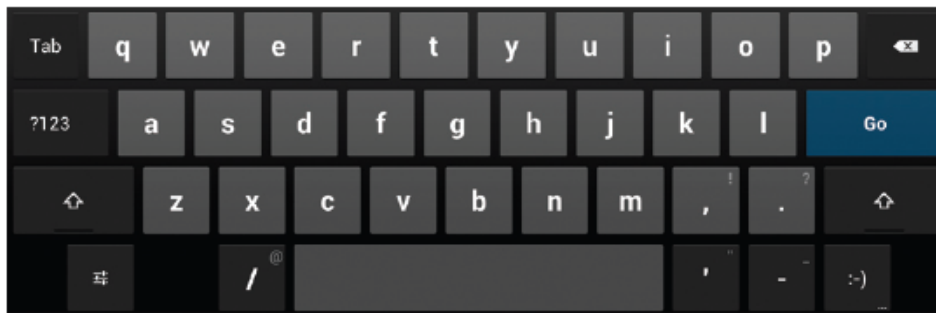 Tab q w e r t y u i o p
?123 a s d f g h j k l Go
z x c v b n m , ! . ?
/ @ ' " - _ :-) ...